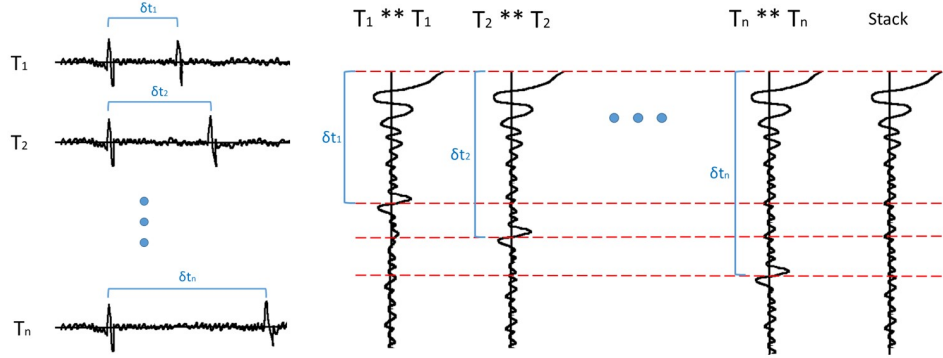 δt₁
T₁
δt₂
T₂
δtₙ
Tₙ
T₁ ** T₁
T₂ ** T₂
Tₙ ** Tₙ
Stack
δt₁
δt₂
δtₙ